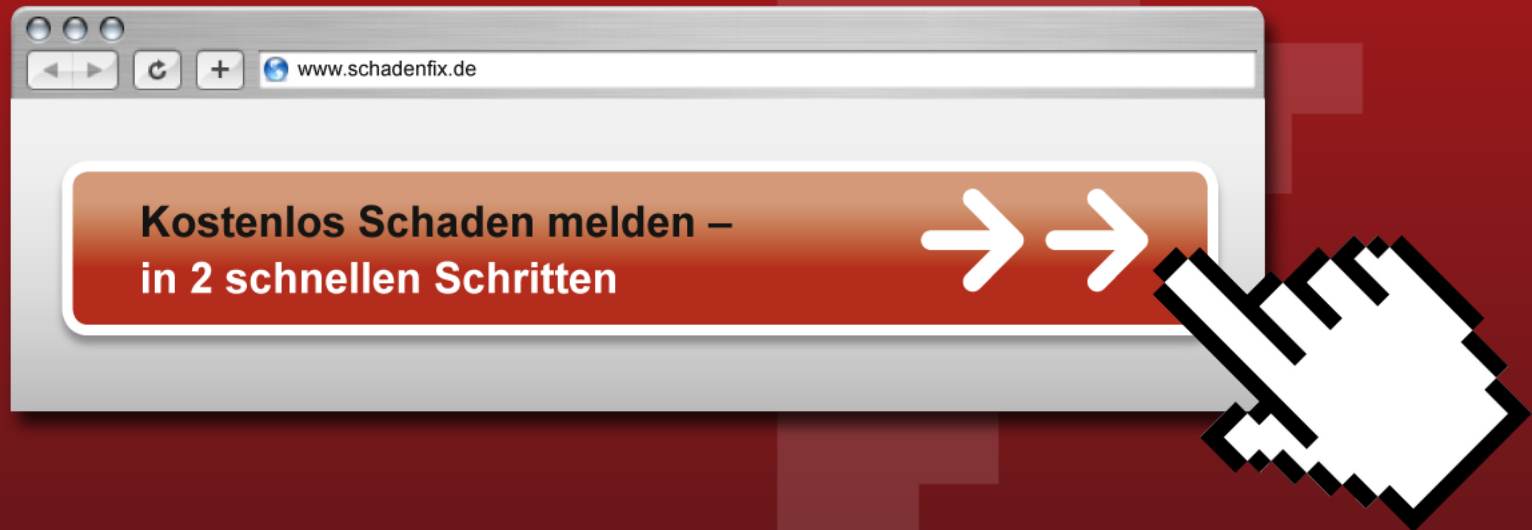 www.schadenfix.de
Kostenlos Schaden melden –
in 2 schnellen Schritten